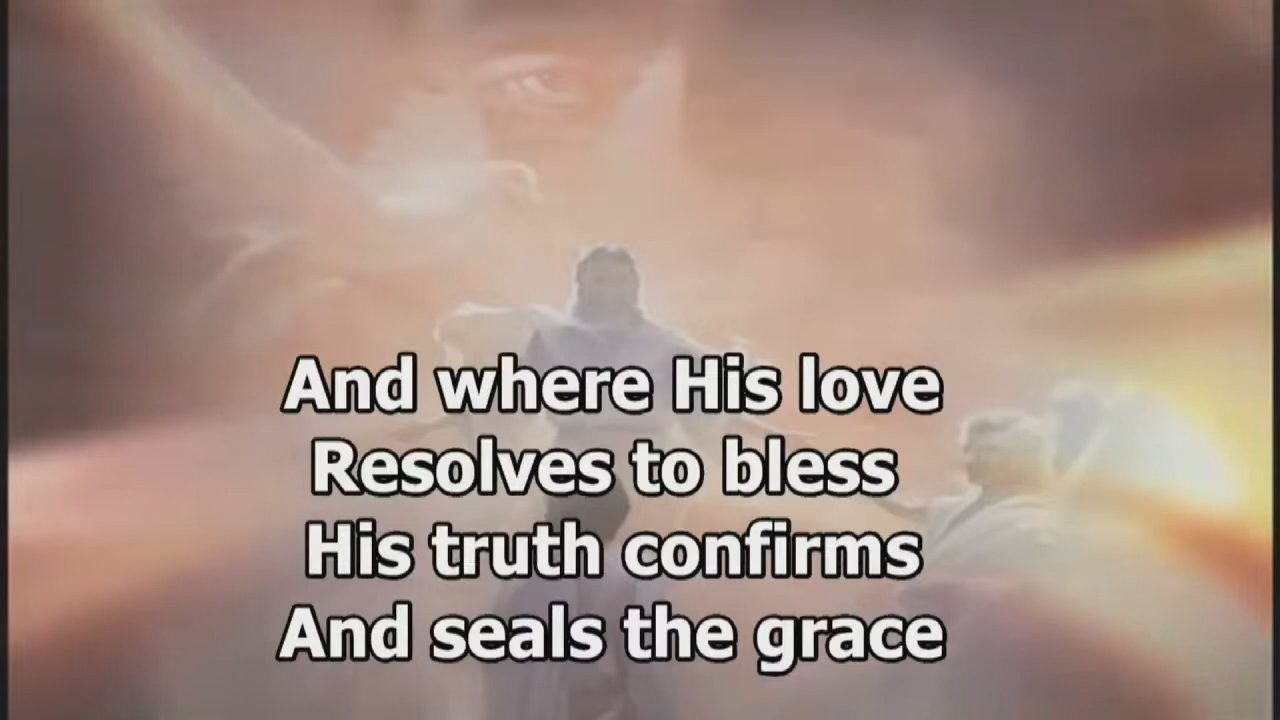 And where His love
Resolves to bless
His truth confirms
And seals the grace